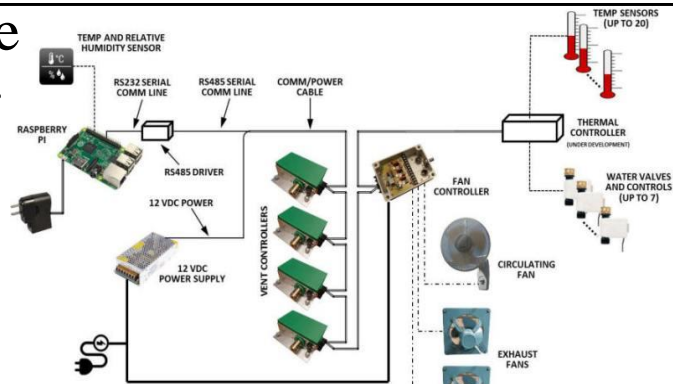 e
TEMP AND RELATIVE
HUMIDITY SENSOR
°C
%
TEMP SENSORS
(UP TO 20)
RS232 SERIAL
COMM LINE
RS485 SERIAL
COMM LINE
COMM/POWER
CABLE
RASPBERRY
PI
RS485 DRIVER
THERMAL
CONTROLLER
(UNDER DEVELOPMENT)
FAN
CONTROLLER
WATER VALVES
AND CONTROLS
(UP TO 7)
12 VDC POWER
VENT CONTROLLERS
12 VDC
POWER SUPPLY
CIRCULATING
FAN
EXHAUST
FANS